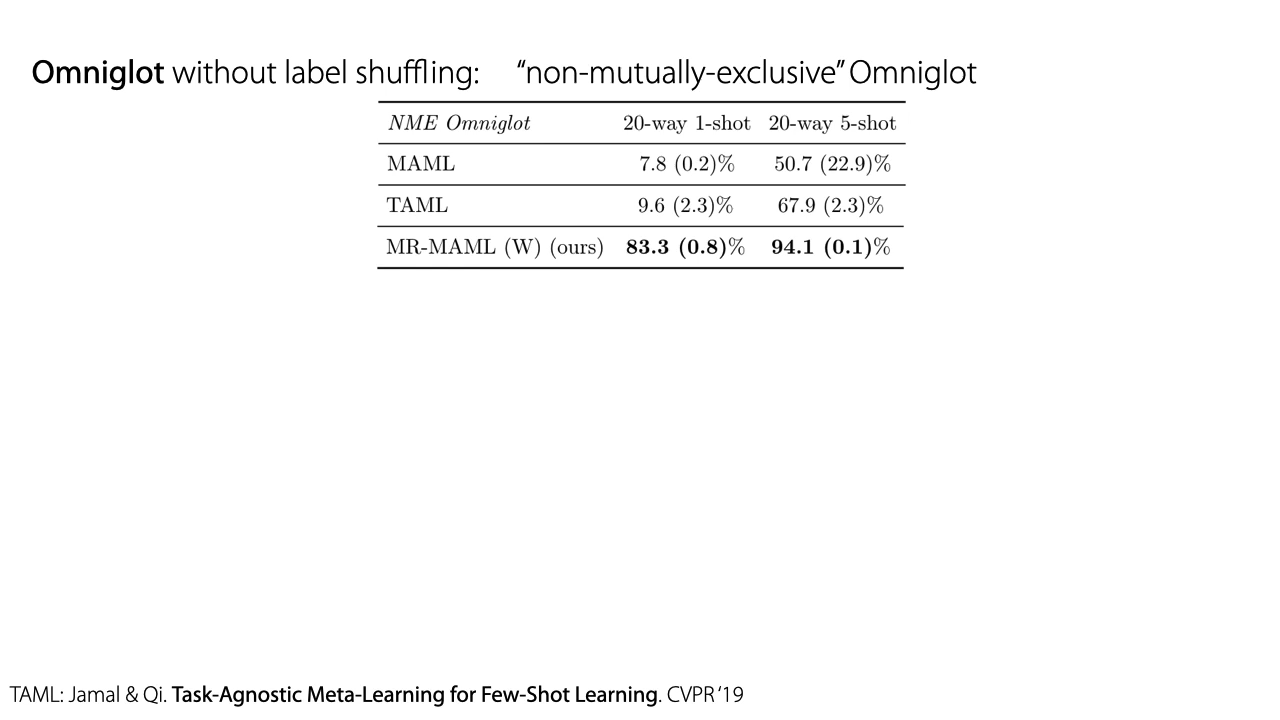 Omniglot without label shuffling: “non-mutually-exclusive” Omniglot
NME Omniglot 20-way 1-shot 20-way 5-shot
MAML 7.8 (0.2)% 50.7 (22.9)%
TAML 9.6 (2.3)% 67.9 (2.3)%
MR-MAML (W) (ours) 83.3 (0.8)% 94.1 (0.1)%
TAML: Jamal & Qi. Task-Agnostic Meta-Learning for Few-Shot Learning. CVPR ‘19